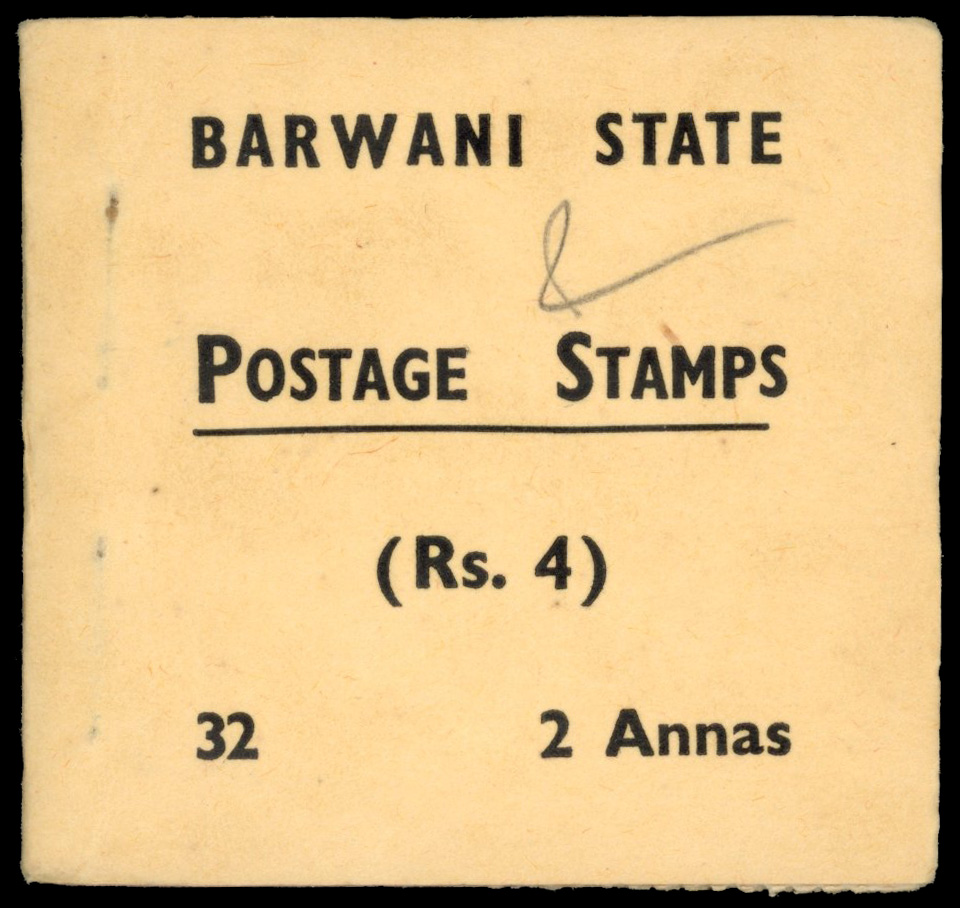 BARWANI STATE
POSTAGE STAMPS
(Rs. 4)
32 2 Annas